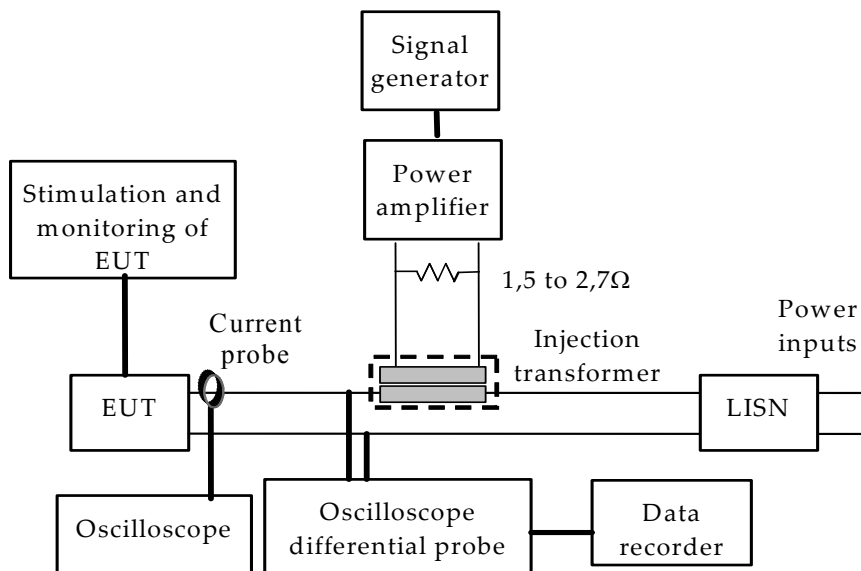 Signal
generator
Power
amplifier
Stimulation and
monitoring of
EUT
1,5 to 2,7Ω
Current
probe
Injection
transformer
Power
inputs
EUT
LISN
Oscilloscope
Oscilloscope
differential probe
Data
recorder